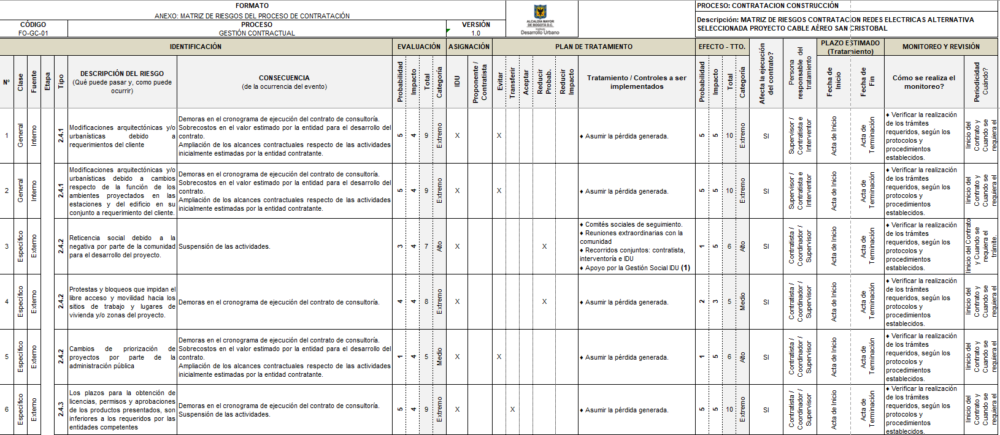 FORMATO
ANEXO: MATRIZ DE RIESGOS DEL PROCESO DE CONTRATACIÓN
CÓDIGO
FO-GC-01
PROCESO
GESTIÓN CONTRACTUAL
VERSIÓN
1.0
ALCALDÍA MAYOR
DE BOGOTÁ D.C.
Instituto
Desarrollo Urbano
PROCESO: CONTRATACION CONSTRUCCIÓN
Descripción: MATRIZ DE RIESGOS CONTRATACION REDES ELECTRICAS ALTERNATIVA
SELECCIONADA PROYECTO CABLE AÉREO SAN CRISTOBAL
IDENTIFICACIÓN
EVALUACIÓN
ASIGNACIÓN
PLAN DE TRATAMIENTO
EFECTO - TTO.
Afecta la ejecución
del contrato?
Persona
responsable del
tratamiento
PLAZO ESTIMADO
(Tratamiento)
MONITOREO Y REVISIÓN
Nº
Clase
Fuente
Etapa
Tipo
DESCRIPCIÓN DEL RIESGO
(Qué puede pasar y, como puede
ocurrir)
CONSECUENCIA
(de la ocurrencia del evento)
Probabilidad
Impacto
Total
Categoría
IDU
Proponente /
Contratista
Evitar
Transferir
Aceptar
Reducir
Probab.
Reducir
Impacto
Tratamiento / Controles a ser
implementados
Probabilidad
Impacto
Total
Categoría
Fecha de
Inicio
Fecha de
Fin
Cómo se realiza el
monitoreo?
Periodicidad
Cuándo?
1
General
Interno
2.4.1
Modificaciones arquitectónicas y/o
urbanísticas debido a
requerimientos del cliente
Demoras en el cronograma de ejecución del contrato de consultoría.
Sobrecostos en el valor estimado por la entidad para el desarrollo del
contrato.
Ampliación de los alcances contractuales respecto de las actividades
inicialmente estimadas por la entidad contratante.
5
4
9
Extremo
X
X
♦ Asumir la pérdida generada.
5
5
10
Extremo
SI
Supervisor /
Contratista e
Interventor
Acta de Inicio
Acta de
Terminación
♦ Verificar la realización
de los trámites
requeridos, según los
protocolos y
procedimientos
establecidos.
Iinicio del
Contrato y
Cuando se
requiera el
2
General
Interno
2.4.1
Modificaciones arquitectónicas y/o
urbanísticas debido a cambios
respecto de la función de los
ambientes proyectados en las
estaciones y del edificio en su
conjunto a requerimiento del cliente.
Demoras en el cronograma de ejecución del contrato de consultoría.
Sobrecostos en el valor estimado por la entidad para el desarrollo del
contrato.
Ampliación de los alcances contractuales respecto de las actividades
inicialmente estimadas por la entidad contratante.
5
4
9
Extremo
X
X
♦ Asumir la pérdida generada.
5
5
10
Extremo
SI
Supervisor /
Contratista e
Interventor
Acta de Inicio
Acta de
Terminación
♦ Verificar la realización
de los trámites
requeridos, según los
protocolos y
procedimientos
establecidos.
Iinicio del
Contrato y
Cuando se
requiera el
3
Específico
Externo
2.4.2
Reticencia social debido a la
negativa por parte de la comunidad
para el desarrollo del proyecto.
Suspensión de las actividades.
3
4
7
Alto
X
X
♦ Comités sociales de seguimiento.
♦ Reuniones extraordinarias con la
comunidad
♦ Recorridos conjuntos: contratista,
interventoría e IDU
♦ Apoyo por la Gestión Social IDU (1)
1
5
6
Alto
SI
Contratista /
Coordinador /
Supervisor
Acta de Inicio
Acta de
Terminación
♦ Verificar la realización
de los trámites
requeridos, según los
protocolos y
procedimientos
establecidos.
Iinicio del Contrato
y Cuando se
requiera el
trámite.
4
Específico
Externo
2.4.2
Protestas y bloqueos que impidan el
libre acceso y movilidad hacia los
sitios de trabajo y lugares de
vivienda y/o zonas del proyecto.
Demoras en el cronograma de ejecución del contrato de consultoría.
4
4
8
Extremo
X
X
♦ Asumir la pérdida generada.
2
3
5
Medio
SI
Contratista /
Coordinador /
Supervisor
Acta de Inicio
Acta de
Terminación
♦ Verificar la realización
de los trámites
requeridos, según los
protocolos y
procedimientos
establecidos.
Iinicio del
Contrato y
Cuando se
requiera el
5
Específico
Externo
2.4.2
Cambios de priorización de
proyectos por parte de la
administración pública
Demoras en el cronograma de ejecución del contrato de consultoría.
Sobrecostos en el valor estimado por la entidad para el desarrollo del
contrato.
Ampliación de los alcances contractuales respecto de las actividades
inicialmente estimadas por la entidad contratante.
1
4
5
Medio
X
X
♦ Asumir la pérdida generada.
1
5
6
Alto
SI
Contratista /
Coordinador /
Supervisor
Acta de Inicio
Acta de
Terminación
♦ Verificar la realización
de los trámites
requeridos, según los
protocolos y
procedimientos
establecidos.
Iinicio del
Contrato y
Cuando se
requiera el
6
Específico
Externo
2.4.3
Los plazos para la obtención de
licencias, permisos y aprobaciones
de los productos presentados, son
inferiores a los requeridos por las
entidades competentes
Demoras en el cronograma de ejecución del contrato de consultoría.
Suspensión de las actividades.
5
4
9
Extremo
X
X
♦ Asumir la pérdida generada.
5
5
10
Extremo
SI
Contratista /
Coordinador /
Supervisor
Acta de Inicio
Acta de
Terminación
♦ Verificar la realización
de los trámites
requeridos, según los
protocolos y
procedimientos
establecidos.
Iinicio del
Contrato y
Cuando se
requiera el